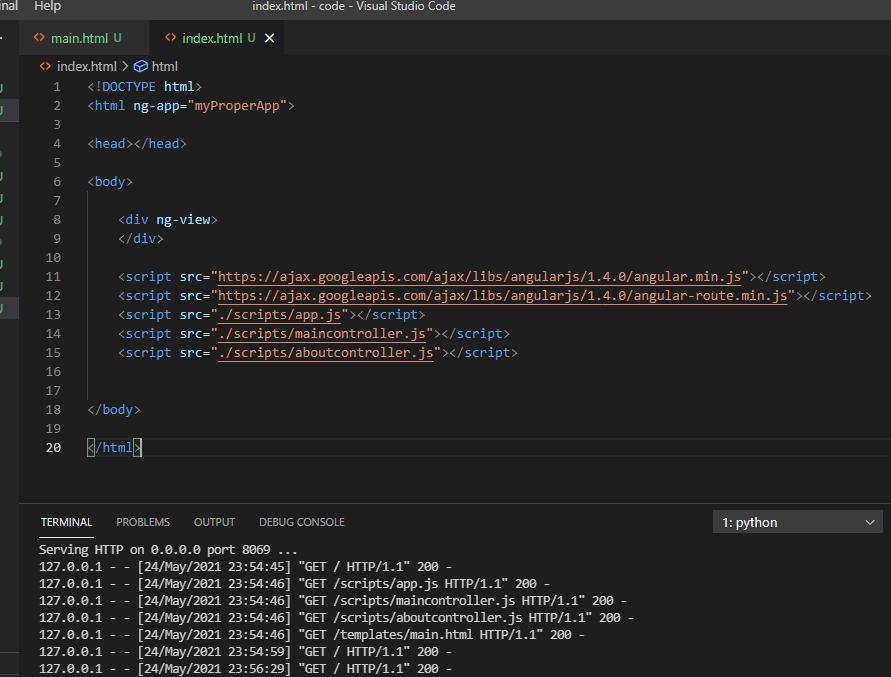 nal Help index.html - code - Visual Studio Code
<> main.html U <> index.html U ×
<> index.html > html
1 <!DOCTYPE html>
2 <html ng-app="myProperApp">
3
4 <head></head>
5
6 <body>
7
8 <div ng-view>
9 </div>
10
11 <script src="https://ajax.googleapis.com/ajax/libs/angularjs/1.4.0/angular.min.js"></script>
12 <script src="https://ajax.googleapis.com/ajax/libs/angularjs/1.4.0/angular-route.min.js"></script>
13 <script src="./scripts/app.js"></script>
14 <script src="./scripts/maincontroller.js"></script>
15 <script src="./scripts/aboutcontroller.js"></script>
16
17
18 </body>
19
20 </html>
TERMINAL PROBLEMS OUTPUT DEBUG CONSOLE 1: python
Serving HTTP on 0.0.0.0 port 8069 ...
127.0.0.1 - - [24/May/2021 23:54:45] "GET / HTTP/1.1" 200 -
127.0.0.1 - - [24/May/2021 23:54:46] "GET /scripts/app.js HTTP/1.1" 200 -
127.0.0.1 - - [24/May/2021 23:54:46] "GET /scripts/maincontroller.js HTTP/1.1" 200 -
127.0.0.1 - - [24/May/2021 23:54:46] "GET /scripts/aboutcontroller.js HTTP/1.1" 200 -
127.0.0.1 - - [24/May/2021 23:54:46] "GET /templates/main.html HTTP/1.1" 200 -
127.0.0.1 - - [24/May/2021 23:54:59] "GET / HTTP/1.1" 200 -
127.0.0.1 - - [24/May/2021 23:56:29] "GET / HTTP/1.1" 200 -